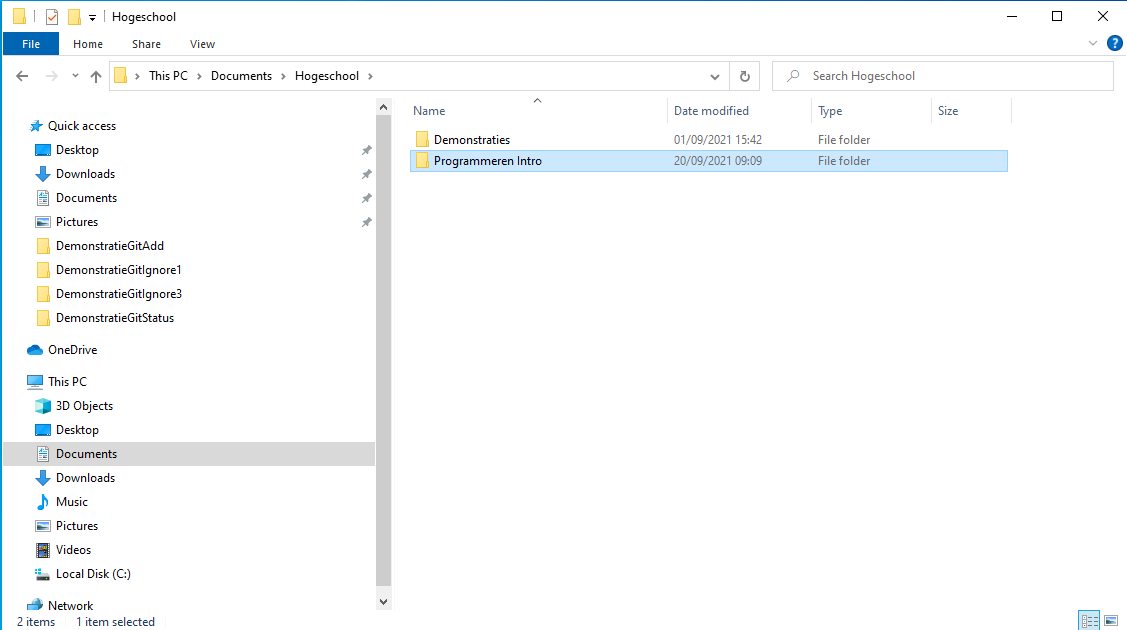 Hogeschool
File Home Share View
This PC Documents Hogeschool Search Hogeschool
Name Date modified Type Size
Demonstraties 01/09/2021 15:42 File folder
Programmeren Intro 20/09/2021 09:09 File folder
Quick access
Desktop
Downloads
Documents
Pictures
DemonstratieGitAdd
DemonstratieGitIgnore1
DemonstratieGitIgnore3
DemonstratieGitStatus
OneDrive
This PC
3D Objects
Desktop
Documents
Downloads
Music
Pictures
Videos
Local Disk (C:)
Network
2 items 1 item selected